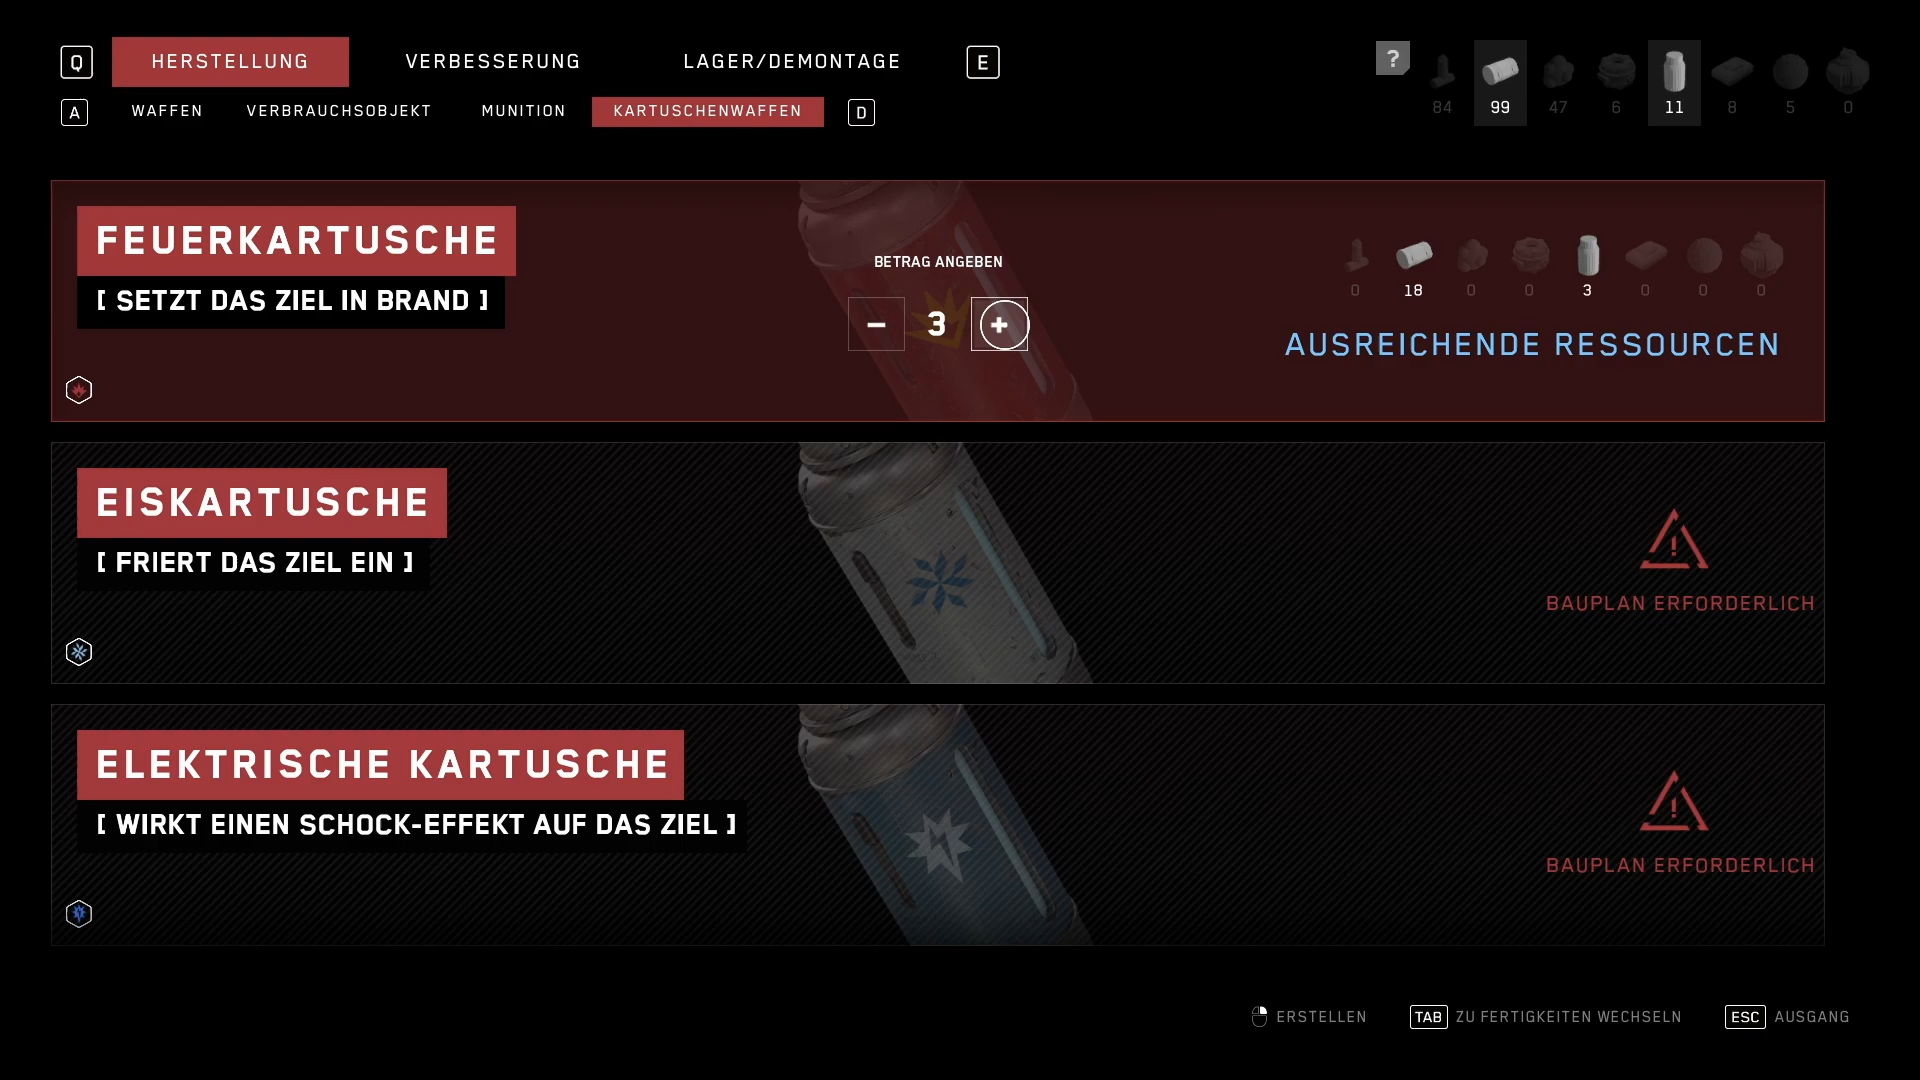 Q HERSTELLUNG VERBESSERUNG LAGER/DEMONTAGE E
A WAFFEN VERBRAUCHSOBJEKT MUNITION KARTUSCHENWAFFEN D
?
84 99 47 6 11 8 5 0
FEUERKARTUSCHE
[ SETZT DAS ZIEL IN BRAND ]
BETRAG ANGEBEN
− 3 +
0 18 0 0 3 0 0 0
AUSREICHENDE RESSOURCEN
EISKARTUSCHE
[ FRIERT DAS ZIEL EIN ]
!
BAUPLAN ERFORDERLICH
ELEKTRISCHE KARTUSCHE
[ WIRKT EINEN SCHOCK-EFFEKT AUF DAS ZIEL ]
!
BAUPLAN ERFORDERLICH
ERSTELLEN TAB ZU FERTIGKEITEN WECHSELN ESC AUSGANG